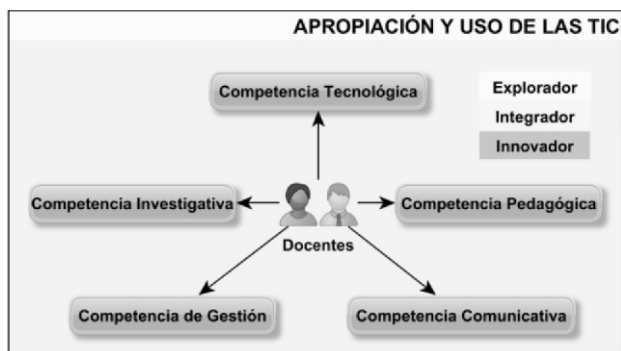 APROPIACIÓN Y USO DE LAS TIC
Competencia Tecnológica
Explorador
Integrador
Innovador
Competencia Investigativa
Competencia Pedagógica
Docentes
Competencia de Gestión
Competencia Comunicativa